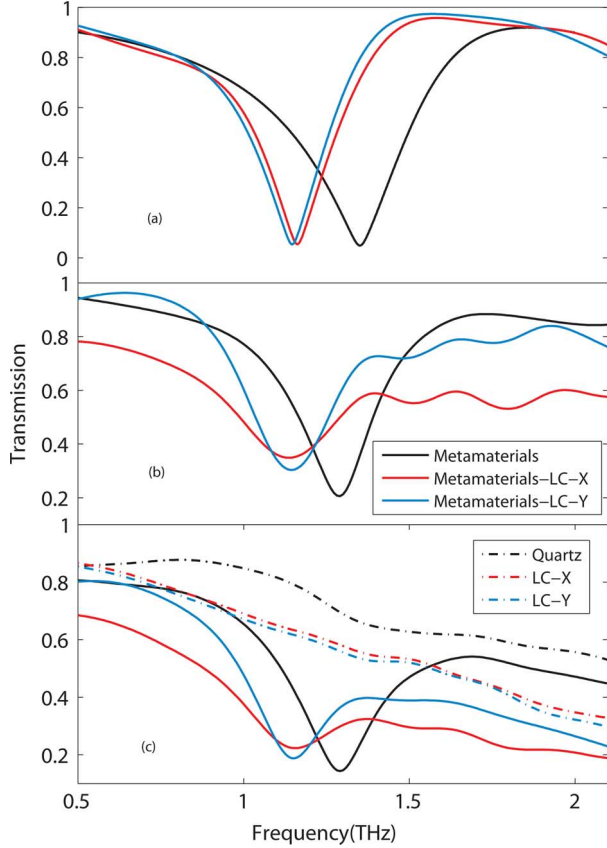 1
0.8
0.6
0.4
0.2
0
(a)
1
0.8
0.6
0.4
0.2
(b)
Metamaterials
Metamaterials-LC-X
Metamaterials-LC-Y
Transmission
1
0.8
0.6
0.4
0.2
(c)
Quartz
LC-X
LC-Y
0.5
1
1.5
2
Frequency(THz)